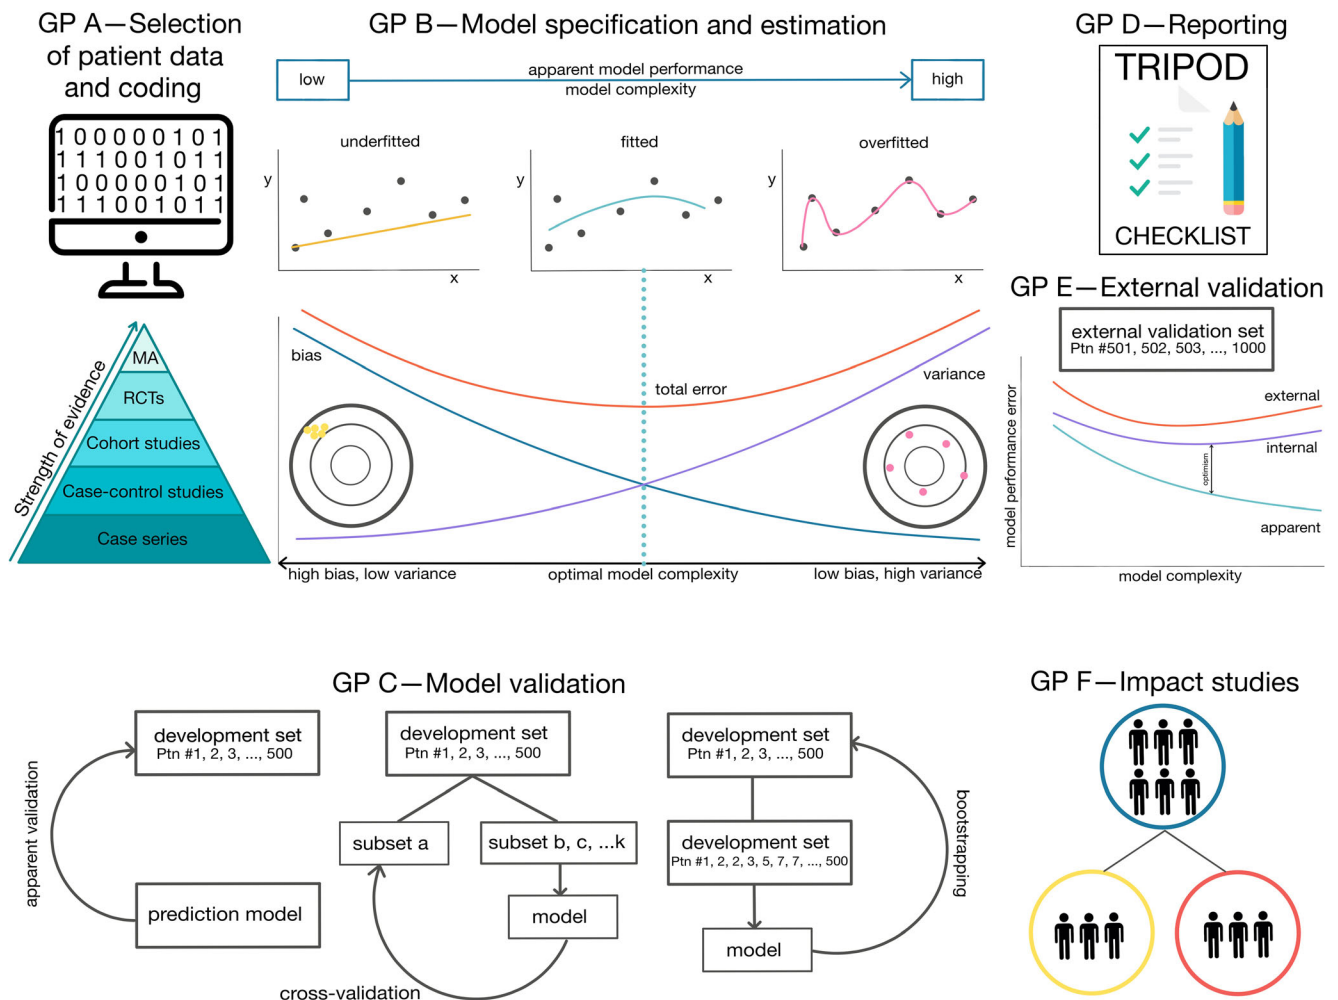 GP A—Selection
of patient data
and coding
1 0 0 0 0 0 1 0 1
1 1 1 0 0 1 0 1 1
1 0 0 0 0 0 1 0 1
1 1 1 0 0 1 0 1 1
Strength of evidence
MA
RCTs
Cohort studies
Case-control studies
Case series
GP B—Model specification and estimation
low
apparent model performance
model complexity
high
underfitted
y
x
fitted
y
x
overfitted
y
x
bias
total error
variance
high bias, low variance
optimal model complexity
low bias, high variance
GP D—Reporting
TRIPOD
CHECKLIST
GP E—External validation
external validation set
Ptn #501, 502, 503, ..., 1000
model performance error
external
internal
optimism
apparent
model complexity
GP C—Model validation
apparent validation
development set
Ptn #1, 2, 3, ..., 500
prediction model
development set
Ptn #1, 2, 3, ..., 500
subset a
subset b, c, ...k
model
cross-validation
development set
Ptn #1, 2, 3, ..., 500
development set
Ptn #1, 2, 2, 3, 5, 7, 7, ..., 500
model
bootstrapping
GP F—Impact studies